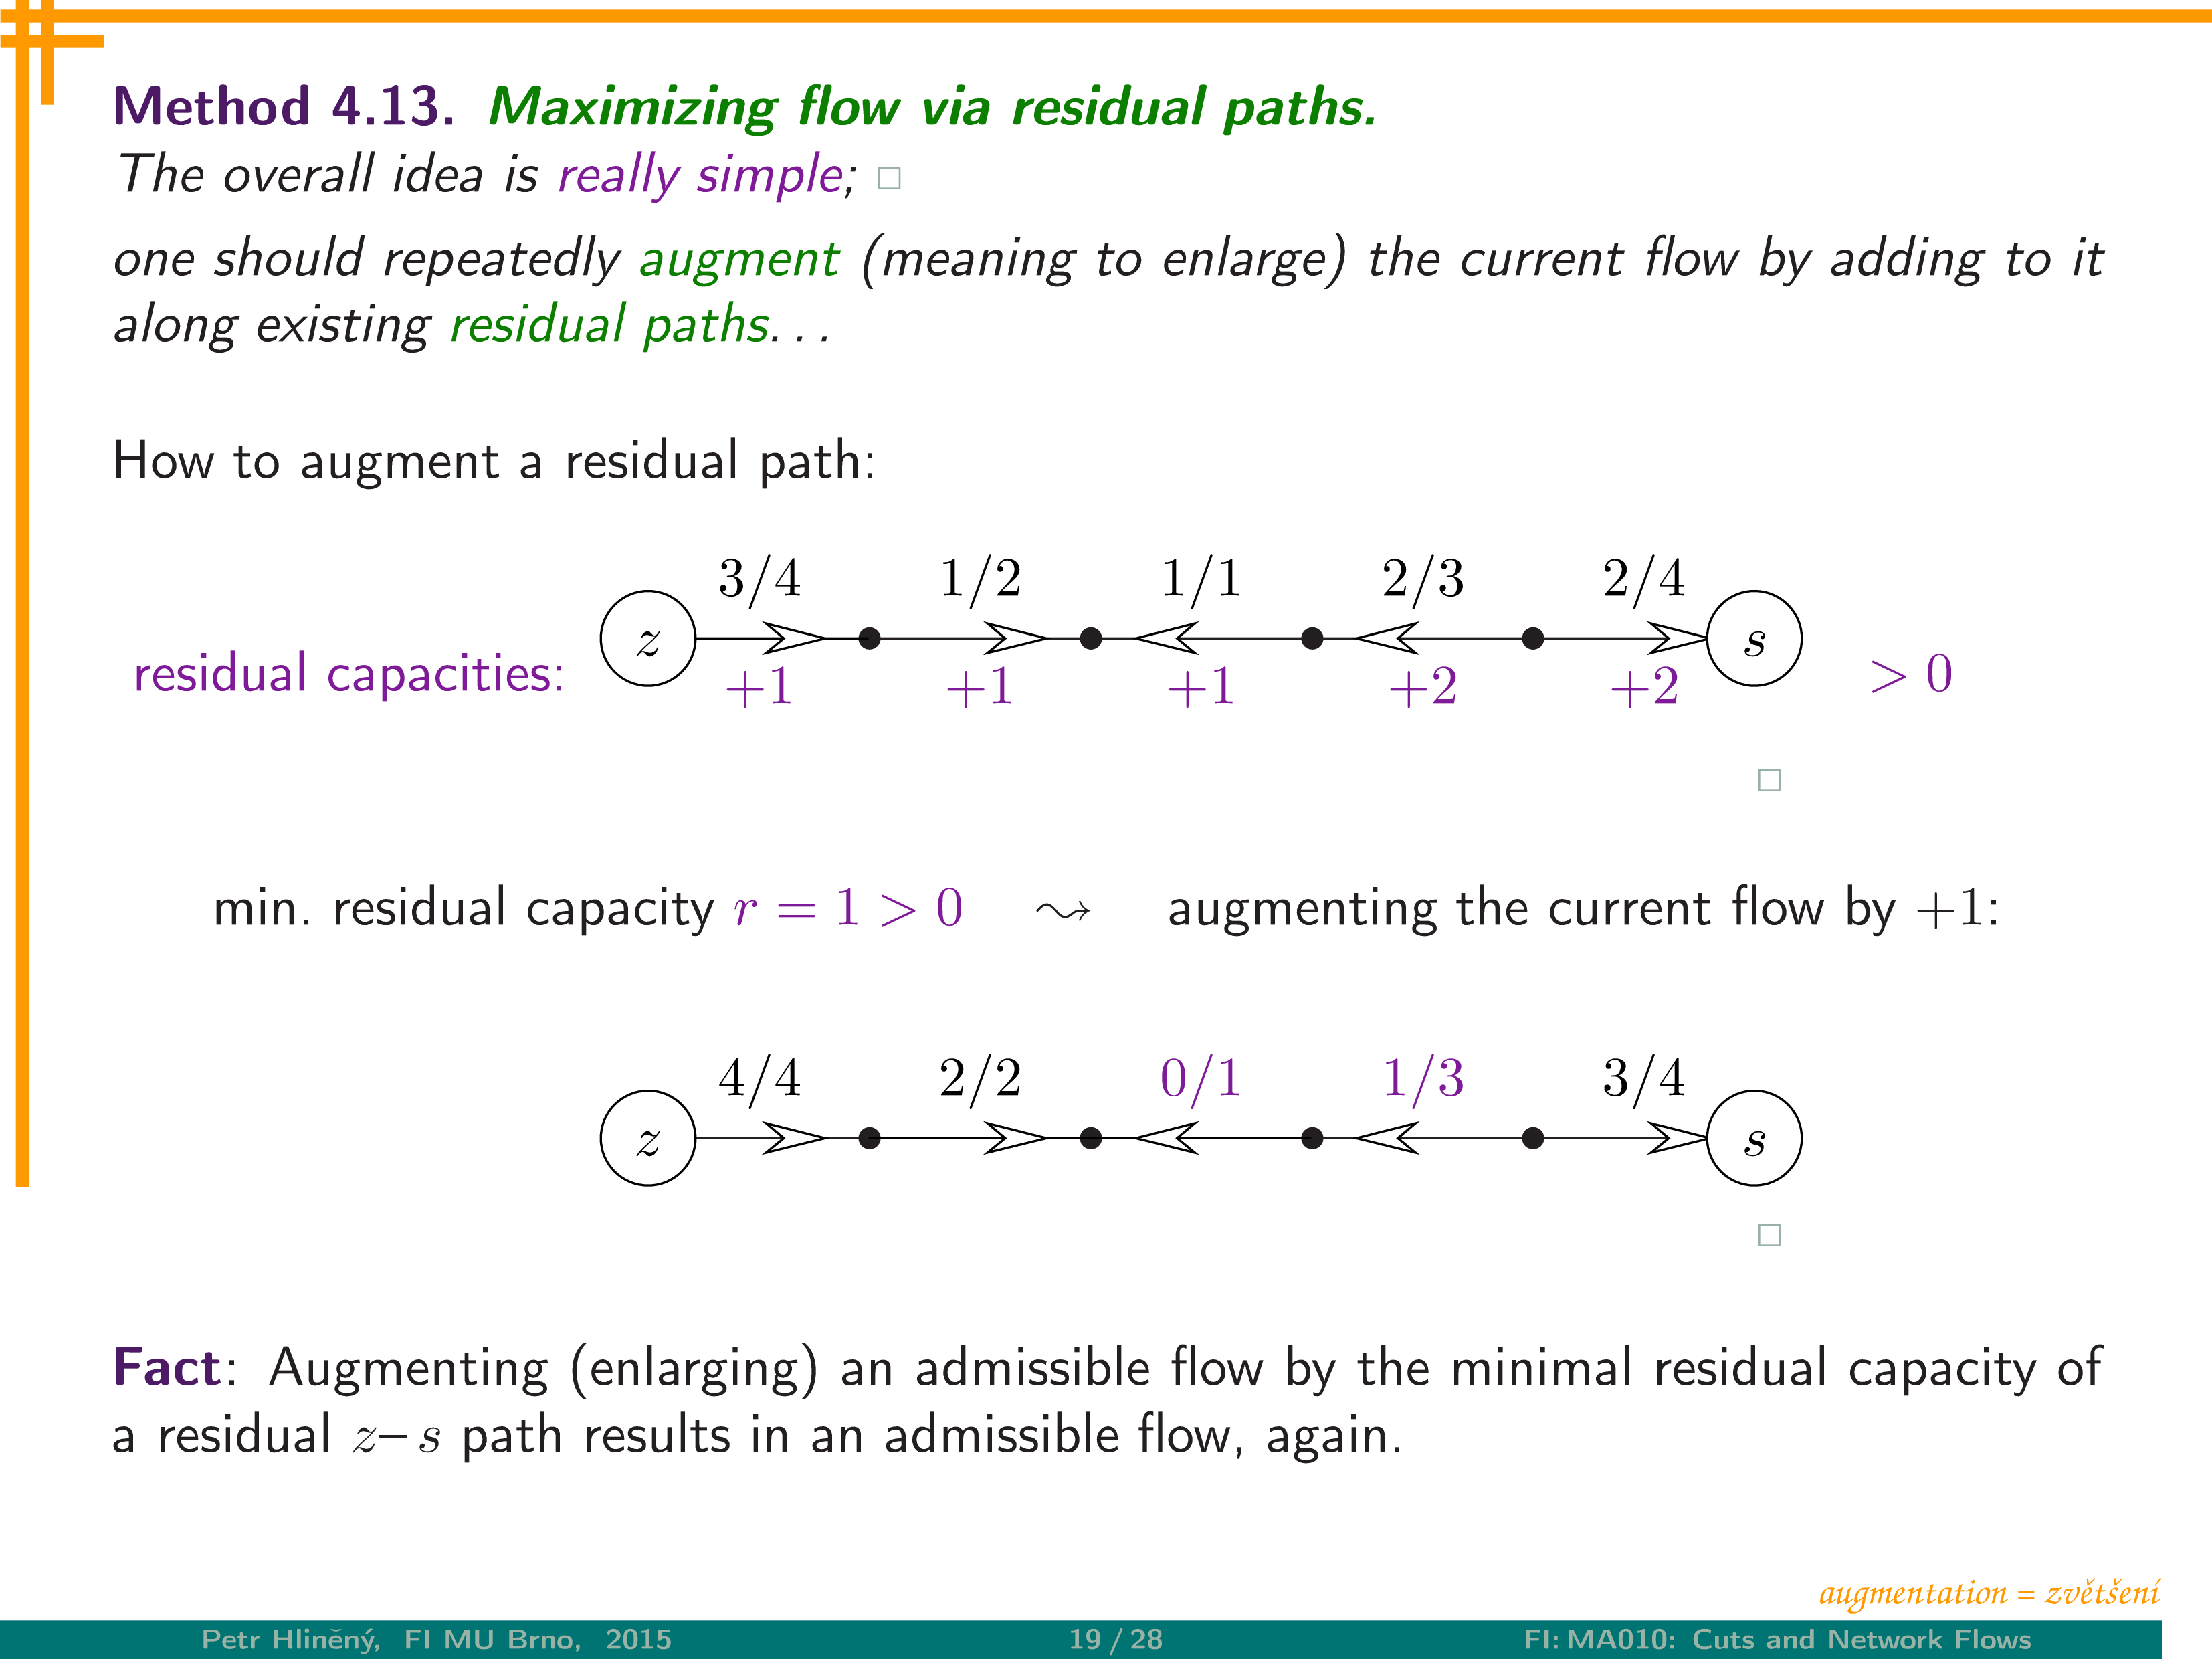 Method 4.13. Maximizing flow via residual paths.
The overall idea is really simple; □
one should repeatedly augment (meaning to enlarge) the current flow by adding to it
along existing residual paths. . .
How to augment a residual path:
3/4 1/2 1/1 2/3 2/4
z s
residual capacities: +1 +1 +1 +2 +2 > 0
□
min. residual capacity r = 1 > 0 ⇝ augmenting the current flow by +1:
4/4 2/2 0/1 1/3 3/4
z s
□
Fact: Augmenting (enlarging) an admissible flow by the minimal residual capacity of
a residual z–s path results in an admissible flow, again.
augmentation = zvětšení
Petr Hliněný, FI MU Brno, 2015 19 / 28 FI: MA010: Cuts and Network Flows